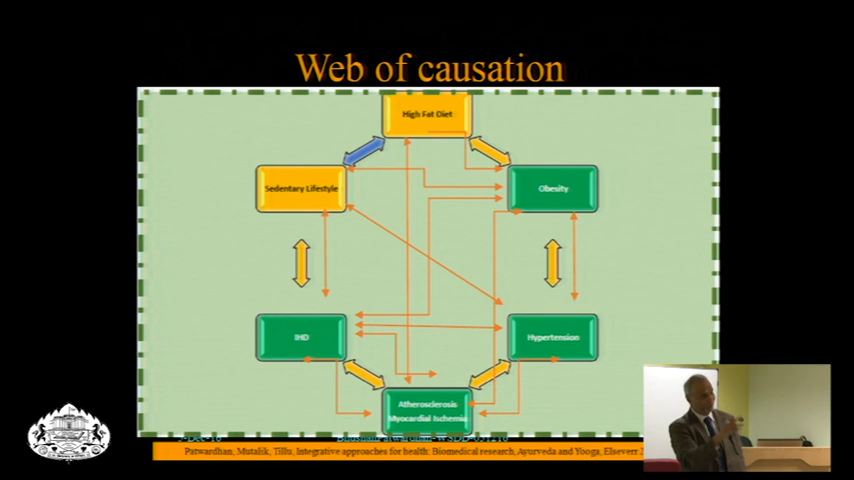 Web of causation
High Fat Diet
Sedentary Lifestyle
Obesity
IHD
Hypertension
Atherosclerosis
Myocardial Ischemia
Patwardhan, Mutalik, Tillu, Integrative approaches for health: Biomedical research, Ayurveda and Yooga, Elseverr